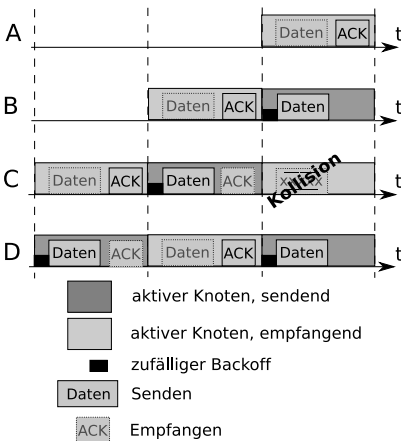 A Daten ACK t
B Daten ACK Daten t
C Daten ACK Daten ACK Kollision t
D Daten ACK Daten ACK Daten t
aktiver Knoten, sendend
aktiver Knoten, empfangend
zufälliger Backoff
Daten Senden
ACK Empfangen